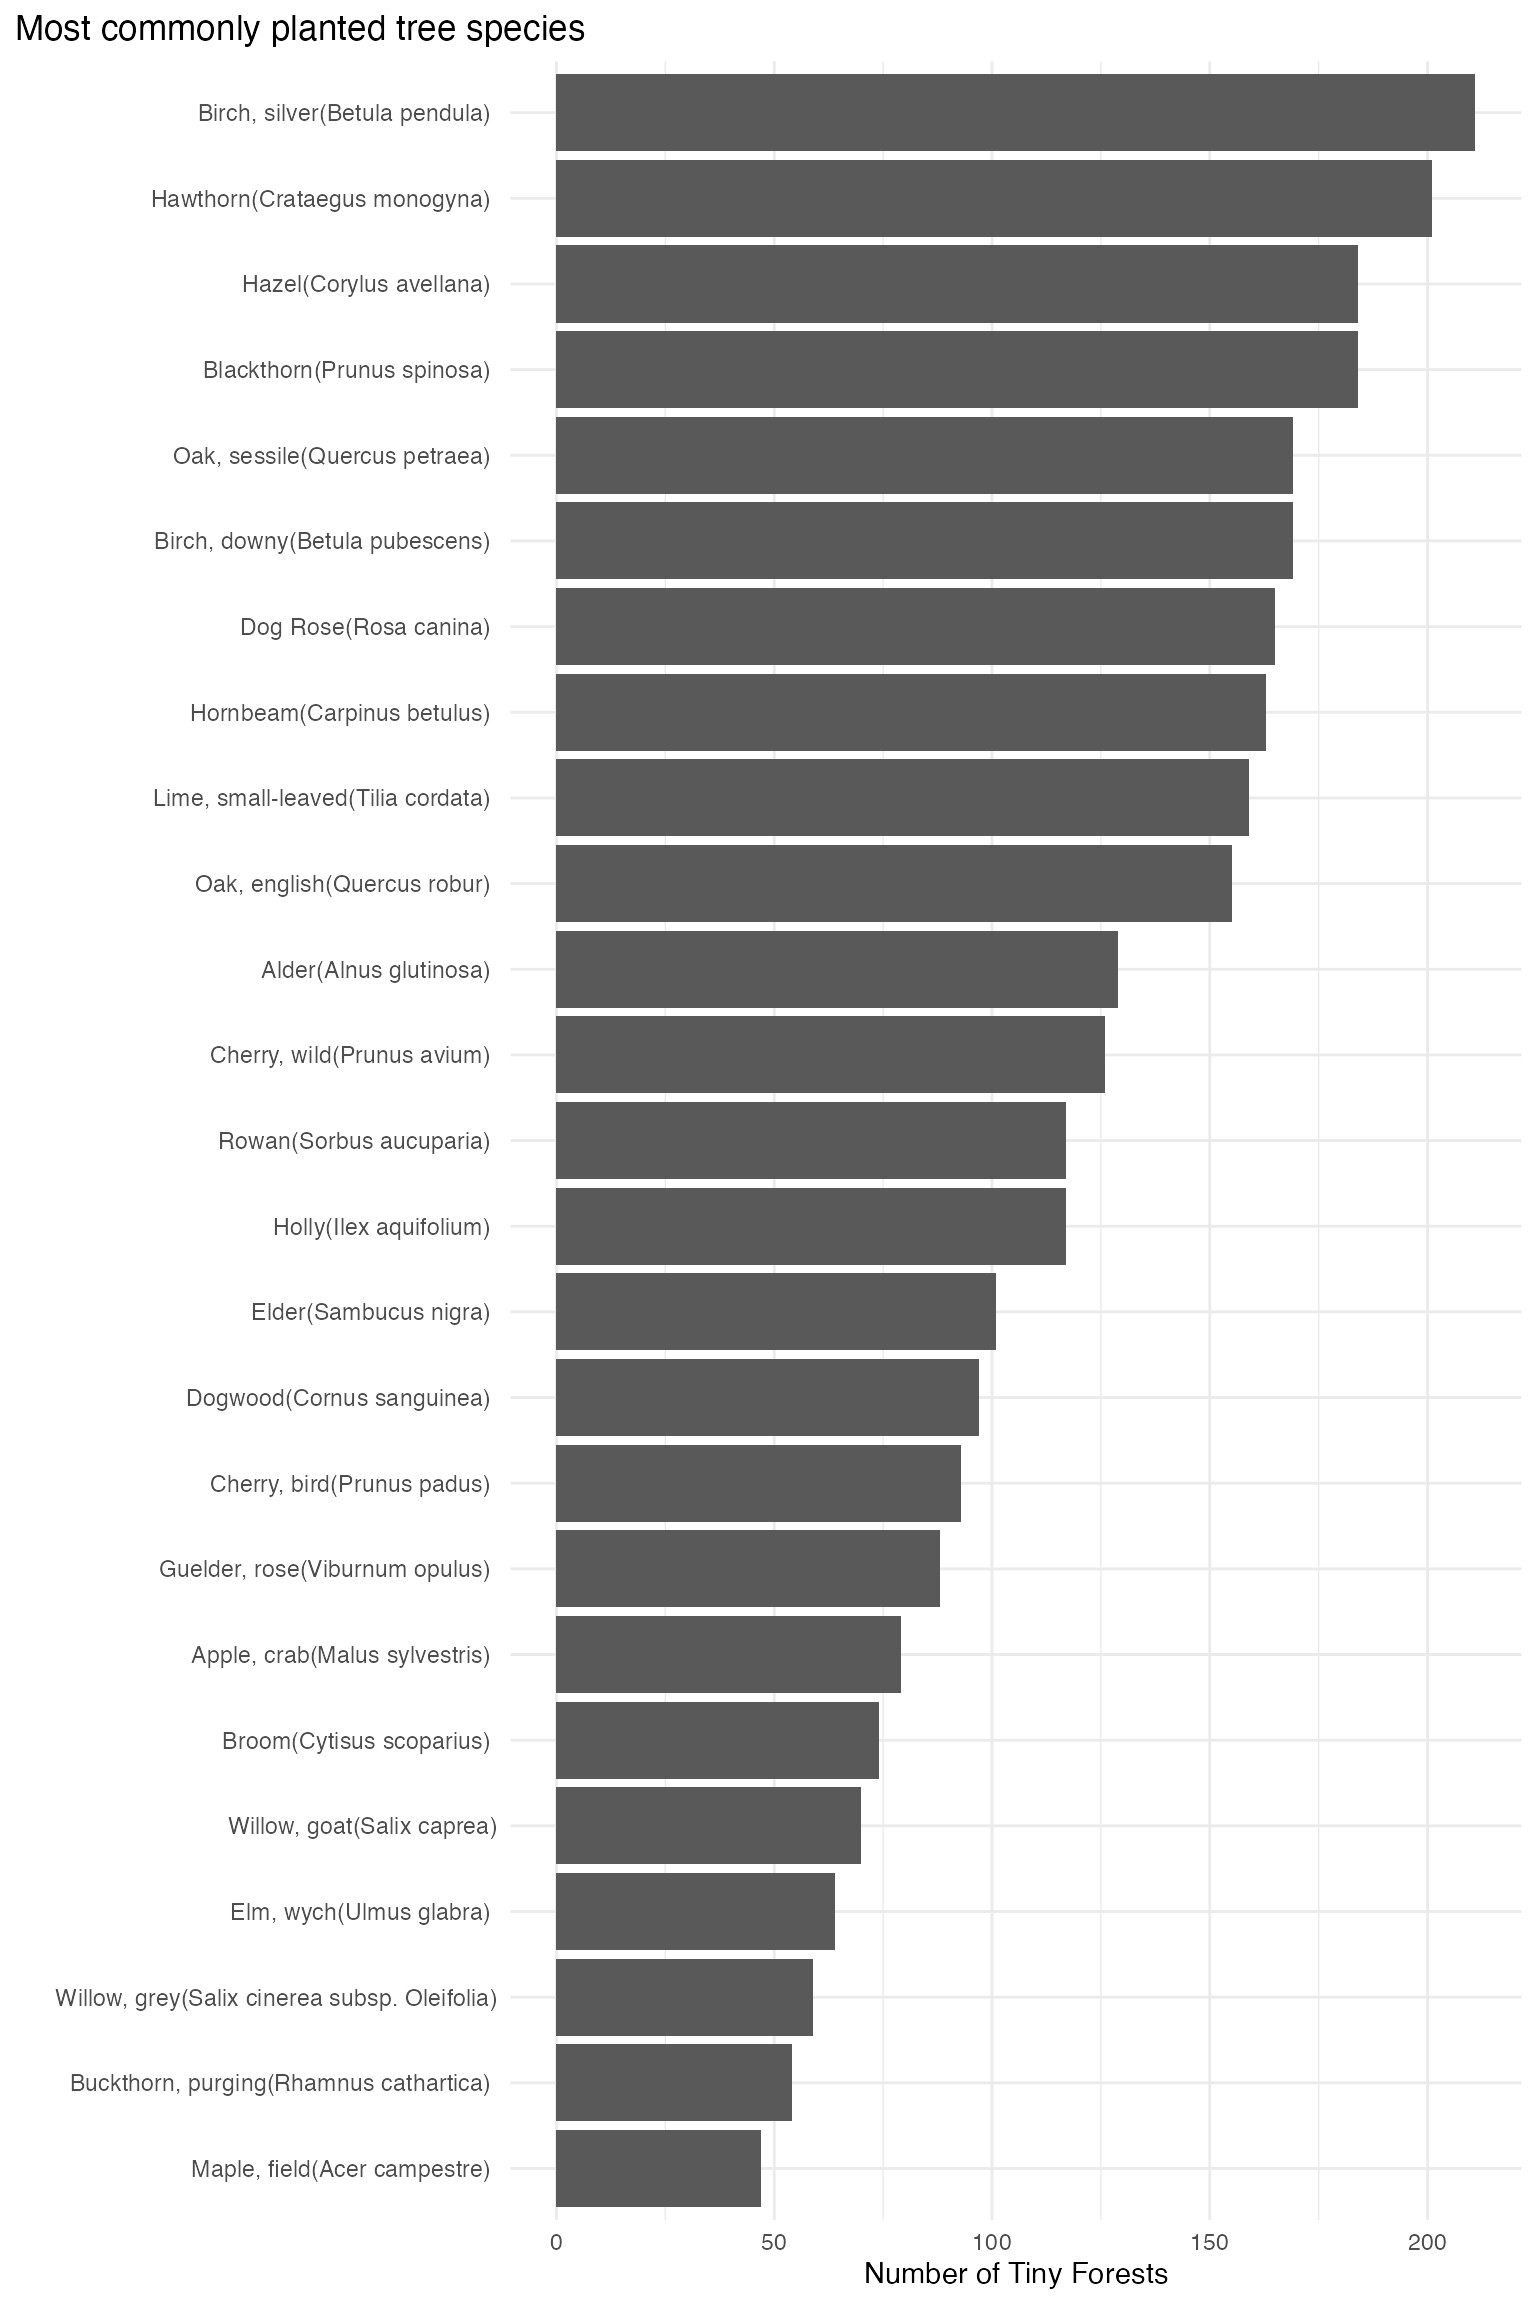 Most commonly planted tree species
Birch, silver(Betula pendula)
Hawthorn(Crataegus monogyna)
Hazel(Corylus avellana)
Blackthorn(Prunus spinosa)
Oak, sessile(Quercus petraea)
Birch, downy(Betula pubescens)
Dog Rose(Rosa canina)
Hornbeam(Carpinus betulus)
Lime, small-leaved(Tilia cordata)
Oak, english(Quercus robur)
Alder(Alnus glutinosa)
Cherry, wild(Prunus avium)
Rowan(Sorbus aucuparia)
Holly(Ilex aquifolium)
Elder(Sambucus nigra)
Dogwood(Cornus sanguinea)
Cherry, bird(Prunus padus)
Guelder, rose(Viburnum opulus)
Apple, crab(Malus sylvestris)
Broom(Cytisus scoparius)
Willow, goat(Salix caprea)
Elm, wych(Ulmus glabra)
Willow, grey(Salix cinerea subsp. Oleifolia)
Buckthorn, purging(Rhamnus cathartica)
Maple, field(Acer campestre)
0 50 100 150 200
Number of Tiny Forests